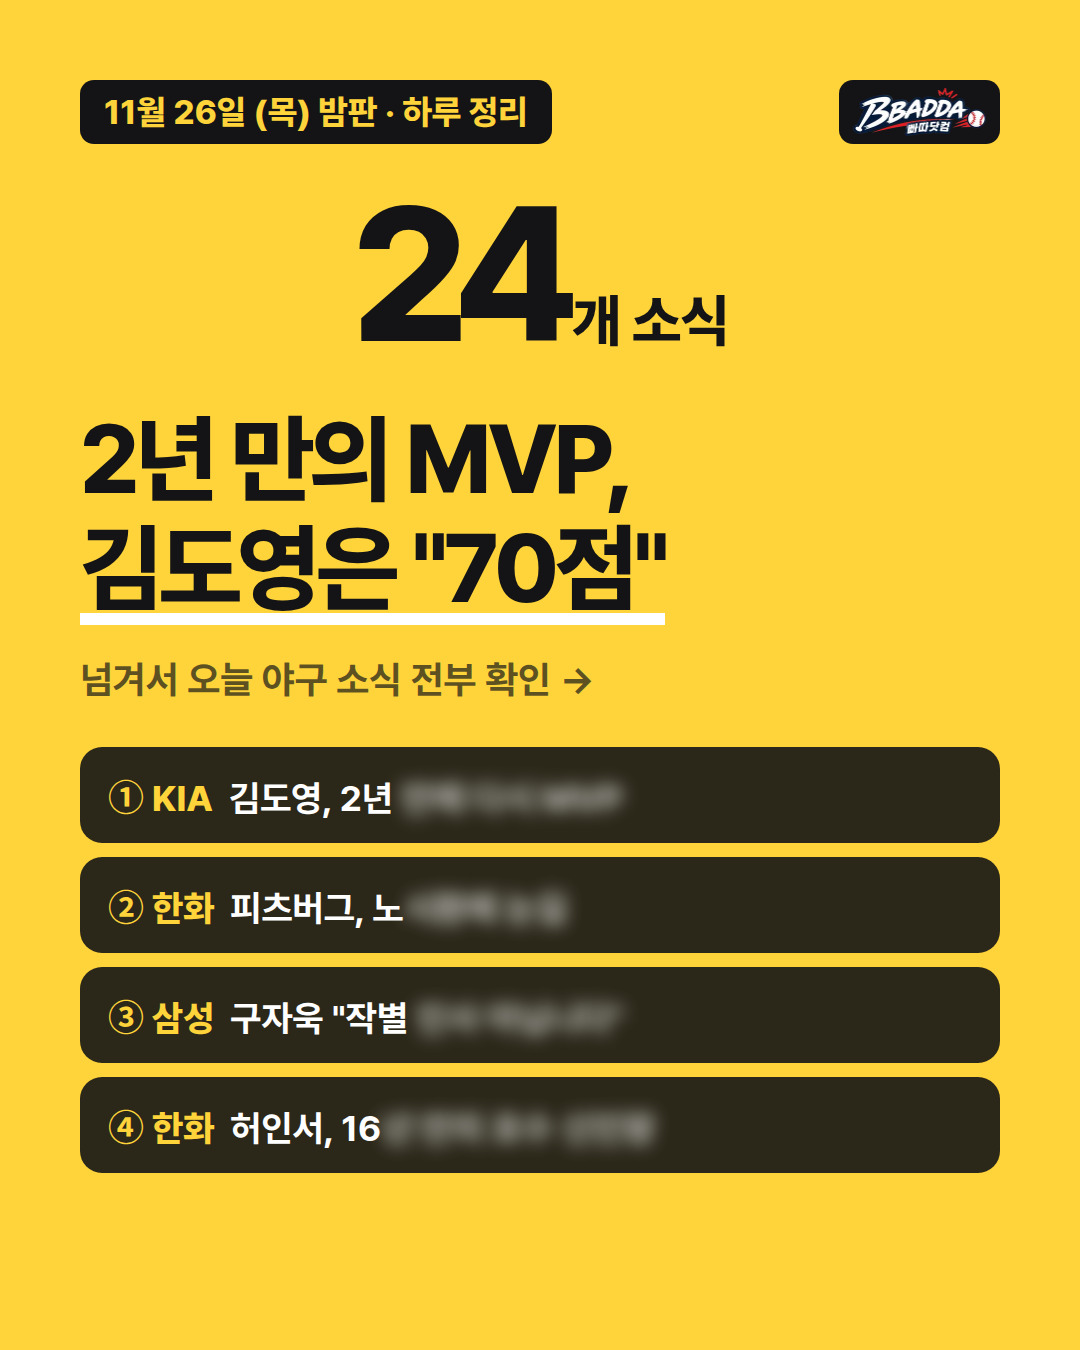 11월 26일 (목) 밤판 · 하루 정리
BBADDA
빠따닷컴
24개 소식
2년 만의 MVP,
김도영은 "70점"
넘겨서 오늘 야구 소식 전부 확인 →
① KIA 김도영, 2년
② 한화 피츠버그, 노
③ 삼성 구자욱 "작별
④ 한화 허인서, 16